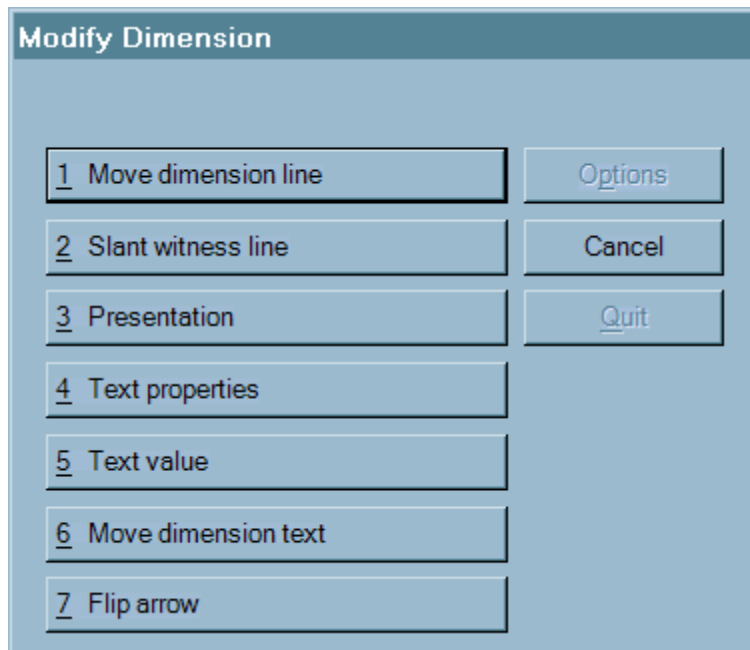 Modify Dimension
1 Move dimension line
Options
2 Slant witness line
Cancel
3 Presentation
Quit
4 Text properties
5 Text value
6 Move dimension text
7 Flip arrow